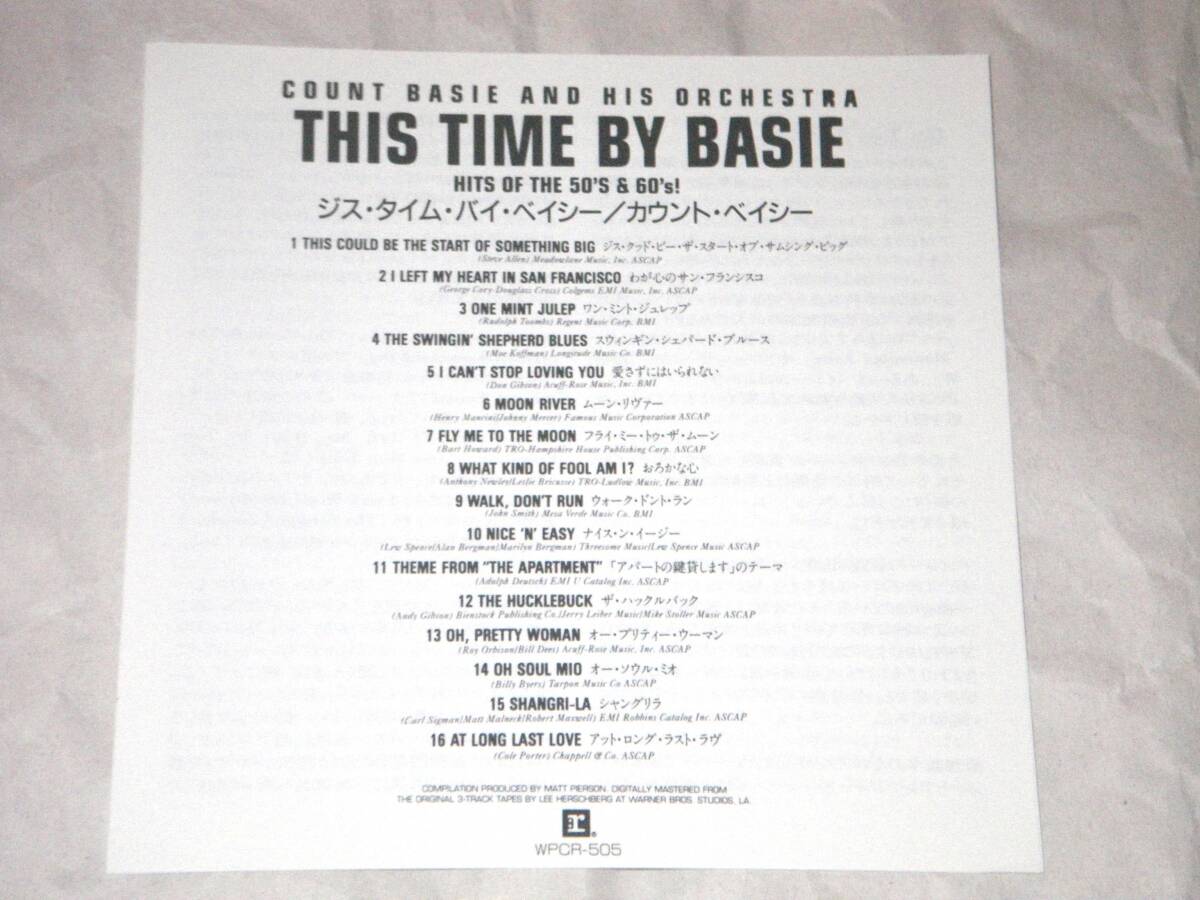 COUNT BASIE AND HIS ORCHESTRA
THIS TIME BY BASIE
HITS OF THE 50'S & 60's!
ジス・タイム・バイ・ベイシー/カウント・ベイシー
1 THIS COULD BE THE START OF SOMETHING BIG ジス・クッド・ビー・ザ・スタート・オブ・サムシング・ビッグ
(Steve Allen) Meadowlane Music, Inc. ASCAP
2 I LEFT MY HEART IN SAN FRANCISCO わが心のサン・フランシスコ
(George Cory-Douglass Cross) Colgems EMI Music, Inc. ASCAP
3 ONE MINT JULEP ワン・ミント・ジュレップ
(Rudolph Toombs) Regent Music Corp. BMI
4 THE SWINGIN' SHEPHERD BLUES スウィンギン・シェパード・ブルース
(Moe Koffman) Longitude Music Co. BMI
5 I CAN'T STOP LOVING YOU 愛さずにはいられない
(Don Gibson) Acuff-Rose Music, Inc. BMI
6 MOON RIVER ムーン・リヴァー
(Henry Mancini/Johnny Mercer) Famous Music Corporation ASCAP
7 FLY ME TO THE MOON フライ・ミー・トゥ・ザ・ムーン
(Bart Howard) TRO-Hampshire House Publishing Corp. ASCAP
8 WHAT KIND OF FOOL AM I? おろかな心
(Anthony Newley/Leslie Bricusse) TRO-Ludlow Music, Inc. BMI
9 WALK, DON'T RUN ウォーク・ドント・ラン
(John Smith) Mesa Verde Music Co. BMI
10 NICE 'N' EASY ナイス・ン・イージー
(Lew Spence/Alan Bergman/Marilyn Bergman) Threesome Music/Lew Spence Music ASCAP
11 THEME FROM "THE APARTMENT" 「アパートの鍵貸します」のテーマ
(Adolph Deutsch) EMI U Catalog Inc. ASCAP
12 THE HUCKLEBUCK ザ・ハックルバック
(Andy Gibson) Bienstock Publishing Co./Jerry Leiber Music/Mike Stoller Music ASCAP
13 OH, PRETTY WOMAN オー・プリティー・ウーマン
(Roy Orbison/Bill Dees) Acuff-Rose Music, Inc. ASCAP
14 OH SOUL MIO オー・ソウル・ミオ
(Billy Byers) Tarpon Music Co ASCAP
15 SHANGRI-LA シャングリラ
(Carl Sigman/Matt Malneck/Robert Maxwell) EMI Robbins Catalog Inc. ASCAP
16 AT LONG LAST LOVE アット・ロング・ラスト・ラヴ
(Cole Porter) Chappell & Co. ASCAP
COMPILATION PRODUCED BY MATT PIERSON. DIGITALLY MASTERED FROM
THE ORIGINAL 3-TRACK TAPES BY LEE HERSCHBERG AT WARNER BROS. STUDIOS, LA.
r®
WPCR-505